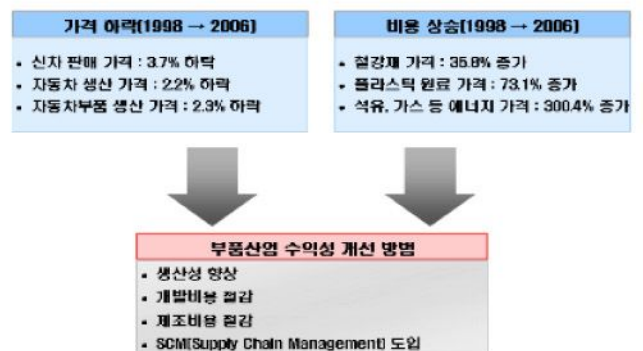 가격 하락(1998 → 2006)
• 신차 판매 가격 : 3.7% 하락
• 자동차 생산 가격 : 2.2% 하락
• 자동차부품 생산 가격 : 2.3% 하락
비용 상승(1998 → 2006)
• 철강재 가격 : 35.8% 증가
• 플라스틱 원료 가격 : 73.1% 증가
• 석유, 가스 등 에너지 가격 : 300.4% 증가
부품산업 수익성 개선 방법
• 생산성 향상
• 개발비용 절감
• 제조비용 절감
• SCM(Supply Chain Management) 도입